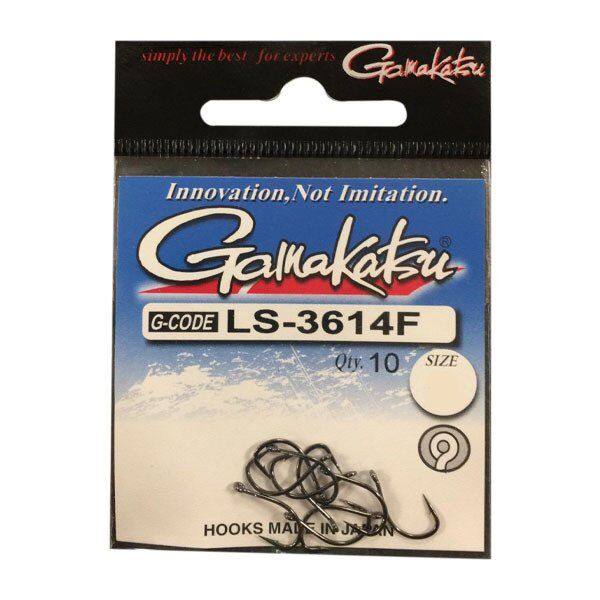 simply the best - for experts Gamakatsu
Innovation, Not Imitation.
Gamakatsu®
G-CODE LS-3614F
Qty. 10 SIZE
HOOKS MADE IN JAPAN